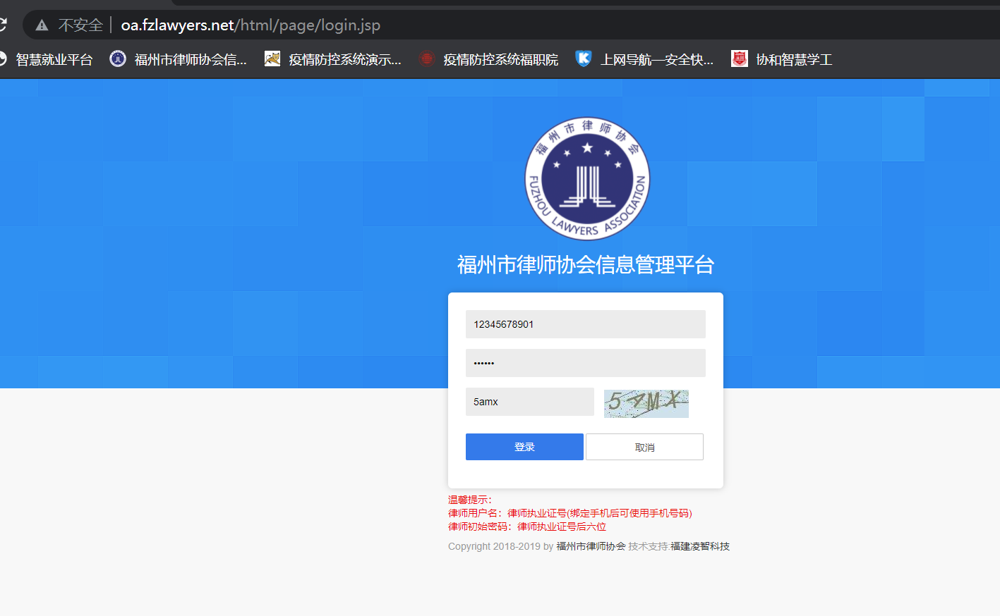 不安全 oa.fzlawyers.net/html/page/login.jsp
智慧就业平台 福州市律师协会信... 疫情防控系统演示... 疫情防控系统福职院 上网导航—安全快... 协和智慧学工
福州市律师协会
FUZHOU LAWYERS ASSOCIATION
福州市律师协会信息管理平台
12345678901
••••••
5amx 5AMX
登录 取消
温馨提示：
律师用户名：律师执业证号(绑定手机后可使用手机号码)
律师初始密码：律师执业证号后六位
Copyright 2018-2019 by 福州市律师协会 技术支持:福建凌智科技